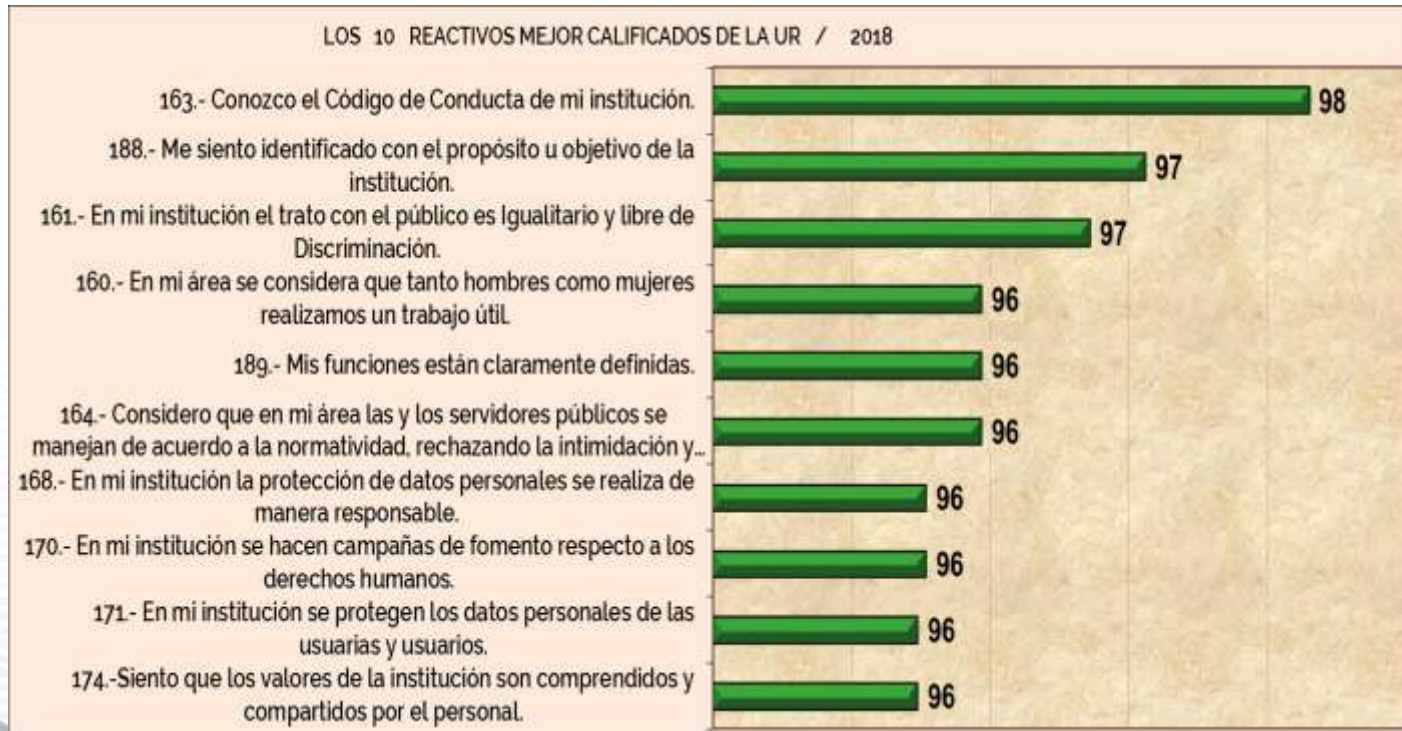 LOS 10 REACTIVOS MEJOR CALIFICADOS DE LA UR / 2018
163.- Conozco el Código de Conducta de mi institución.
98
188.- Me siento identificado con el propósito u objetivo de la
institución.
97
161.- En mi institución el trato con el público es Igualitario y libre de
Discriminación.
97
160.- En mi área se considera que tanto hombres como mujeres
realizamos un trabajo útil.
96
189.- Mis funciones están claramente definidas.
96
164.- Considero que en mi área las y los servidores públicos se
manejan de acuerdo a la normatividad, rechazando la intimidación y...
96
168.- En mi institución la protección de datos personales se realiza de
manera responsable.
96
170.- En mi institución se hacen campañas de fomento respecto a los
derechos humanos.
96
171.- En mi institución se protegen los datos personales de las
usuarias y usuarios.
96
174.-Siento que los valores de la institución son comprendidos y
compartidos por el personal.
96